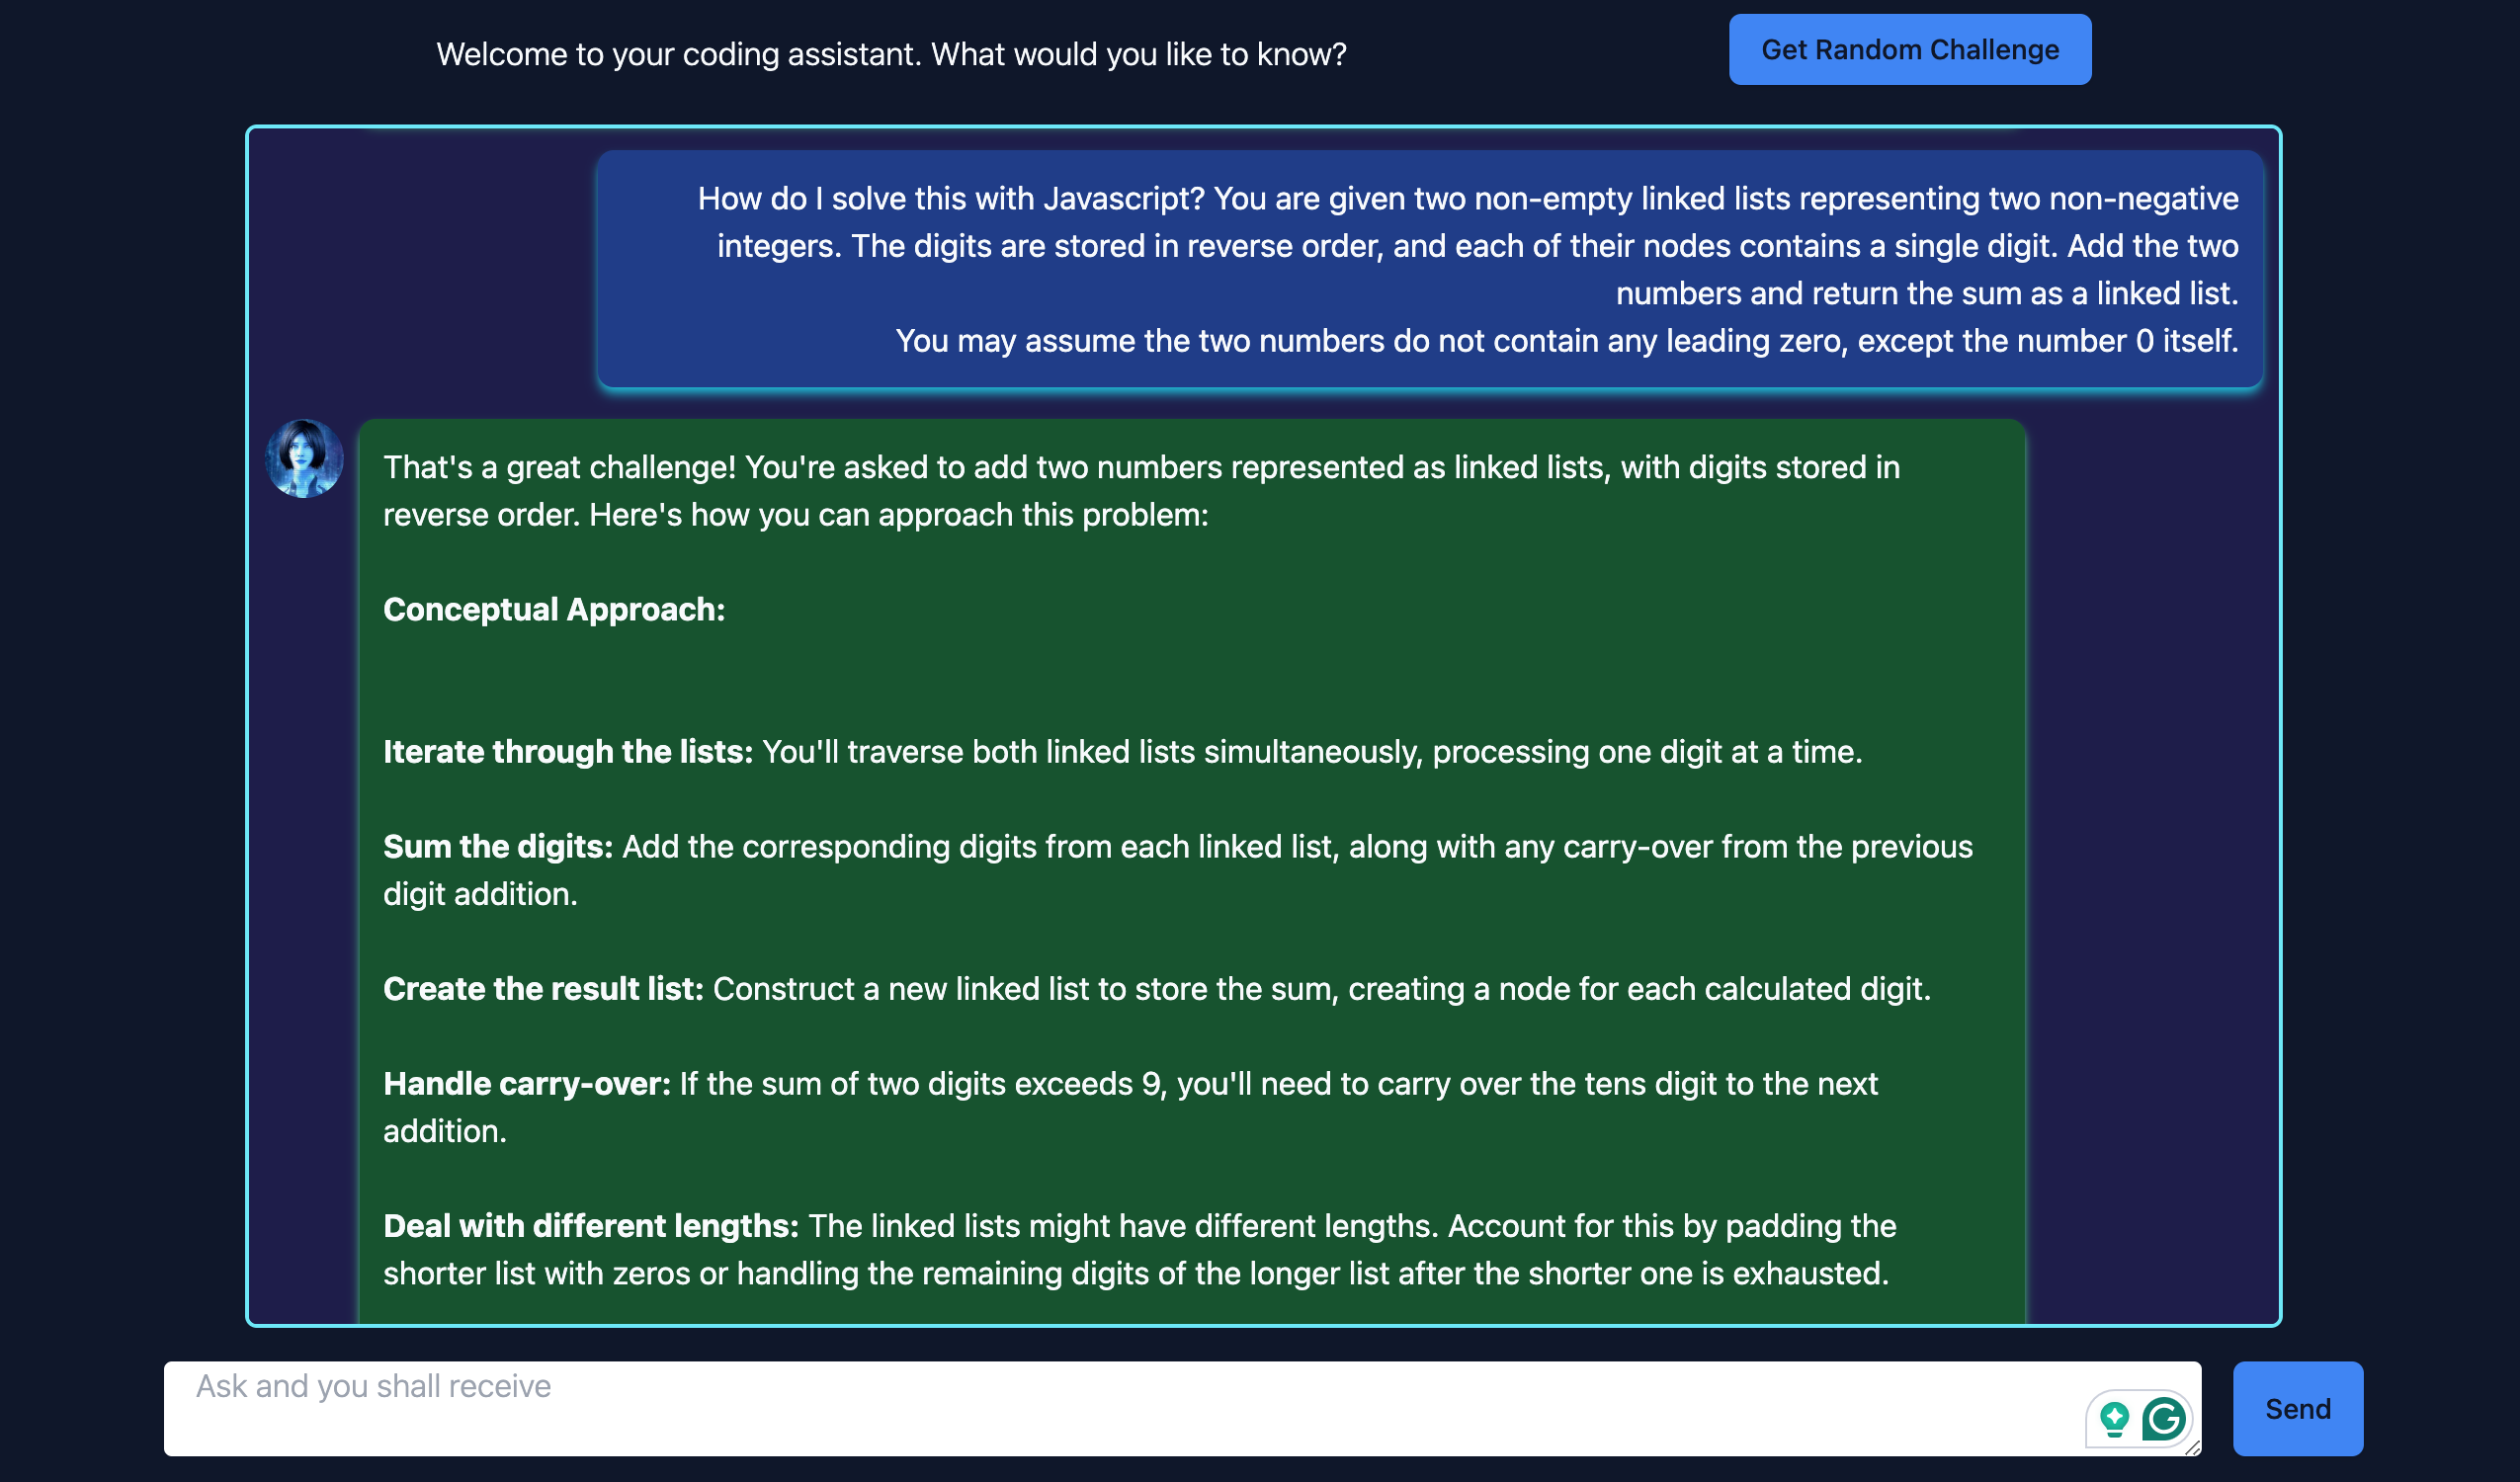 Welcome to your coding assistant. What would you like to know?
Get Random Challenge
How do I solve this with Javascript? You are given two non-empty linked lists representing two non-negative
integers. The digits are stored in reverse order, and each of their nodes contains a single digit. Add the two
numbers and return the sum as a linked list.
You may assume the two numbers do not contain any leading zero, except the number 0 itself.
That's a great challenge! You're asked to add two numbers represented as linked lists, with digits stored in
reverse order. Here's how you can approach this problem:
Conceptual Approach:
Iterate through the lists: You'll traverse both linked lists simultaneously, processing one digit at a time.
Sum the digits: Add the corresponding digits from each linked list, along with any carry-over from the previous
digit addition.
Create the result list: Construct a new linked list to store the sum, creating a node for each calculated digit.
Handle carry-over: If the sum of two digits exceeds 9, you'll need to carry over the tens digit to the next
addition.
Deal with different lengths: The linked lists might have different lengths. Account for this by padding the
shorter list with zeros or handling the remaining digits of the longer list after the shorter one is exhausted.
Ask and you shall receive
Send